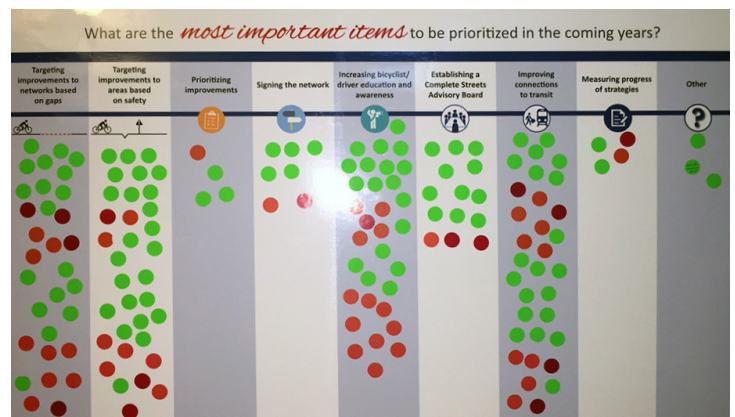 What are the most important items to be prioritized in the coming years?
Targeting
improvements to
networks based
on gaps
Targeting
improvements to
areas based
on safety
Prioritizing
improvements
Signing the network
Increasing bicyclist/
driver education and
awareness
Establishing a
Complete Streets
Advisory Board
Improving
connections
to transit
Measuring progress
of strategies
Other
?